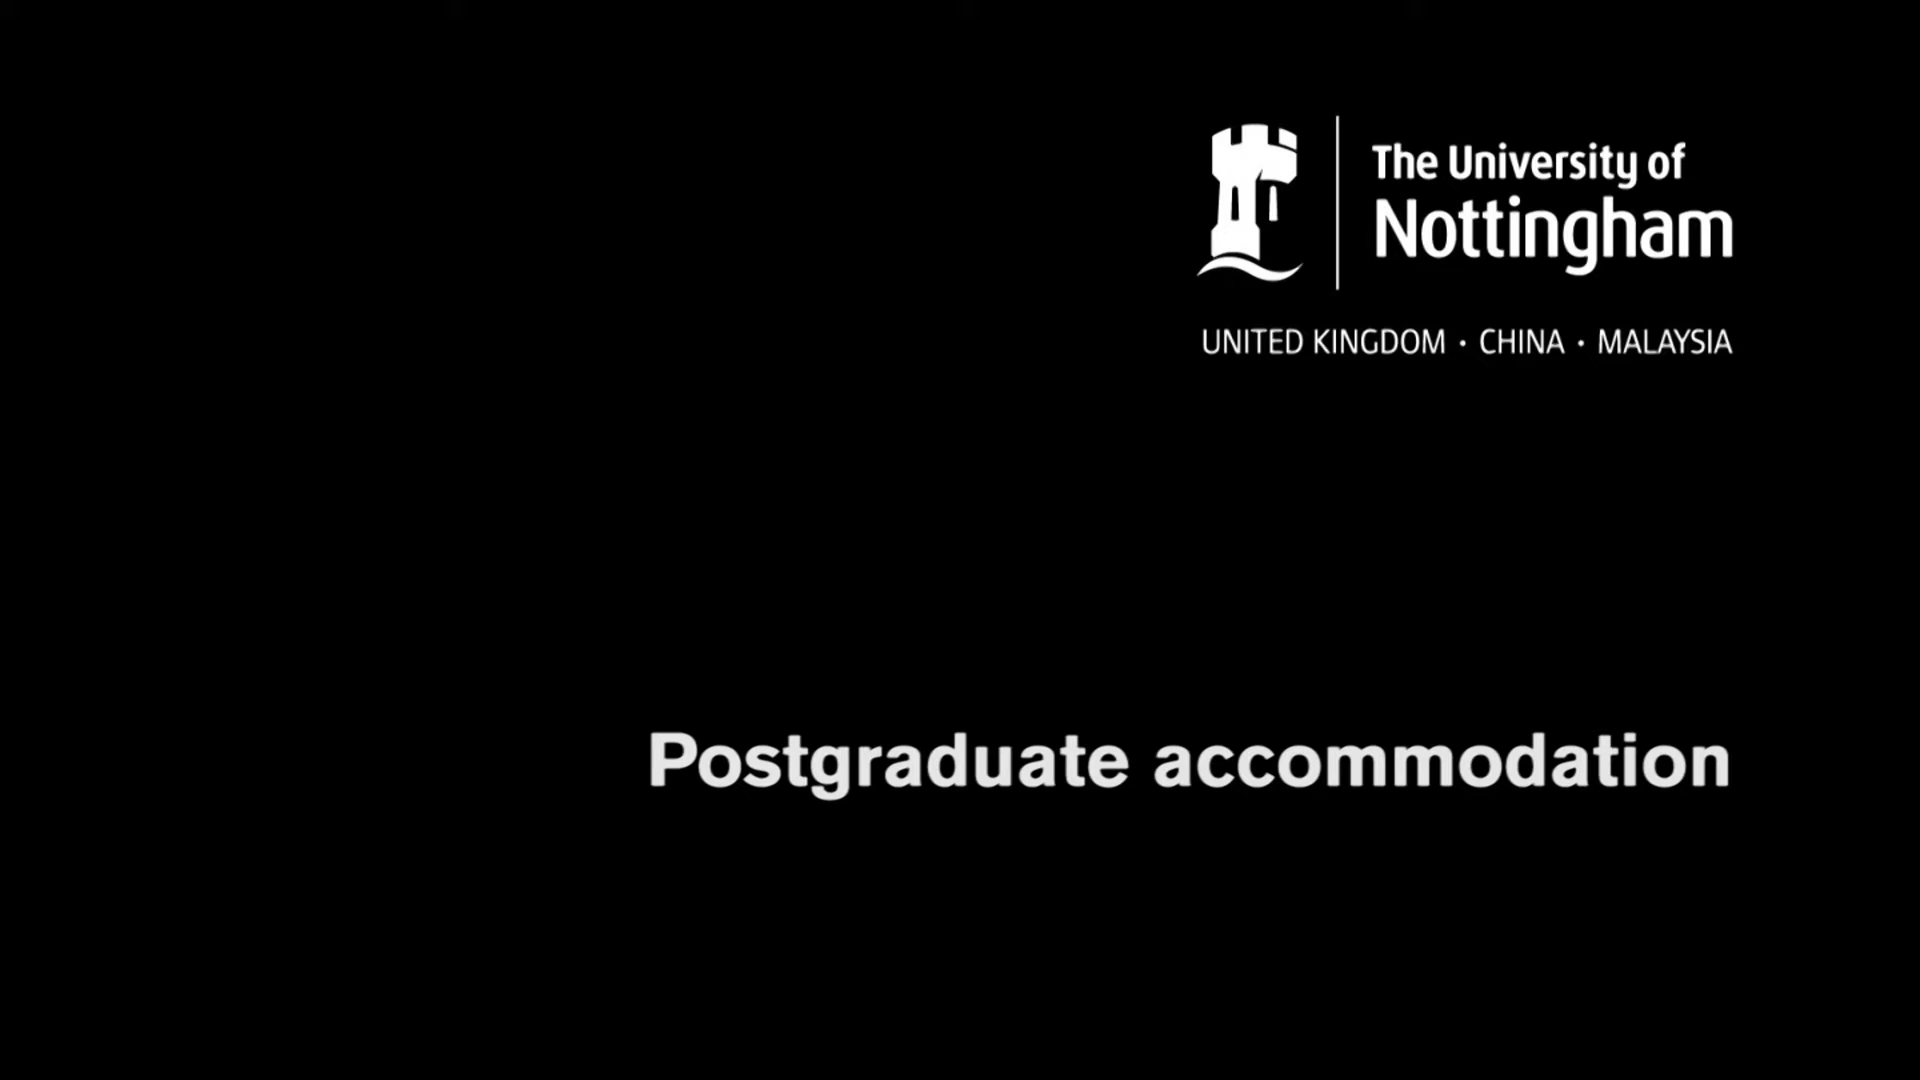 The University of
Nottingham
UNITED KINGDOM · CHINA · MALAYSIA
Postgraduate accommodation